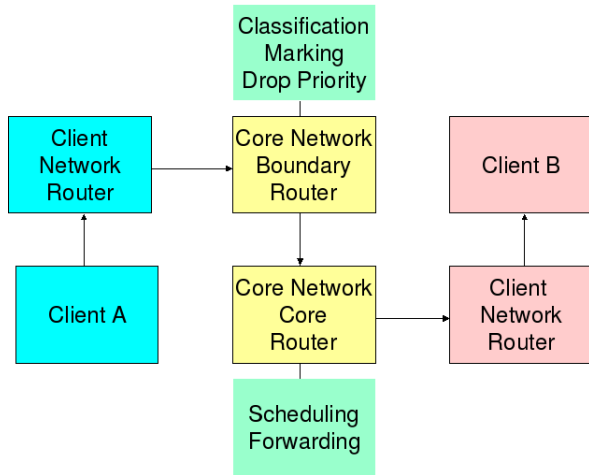 Classification
Marking
Drop Priority
Client
Network
Router
Core Network
Boundary
Router
Client B
Client A
Core Network
Core
Router
Client
Network
Router
Scheduling
Forwarding